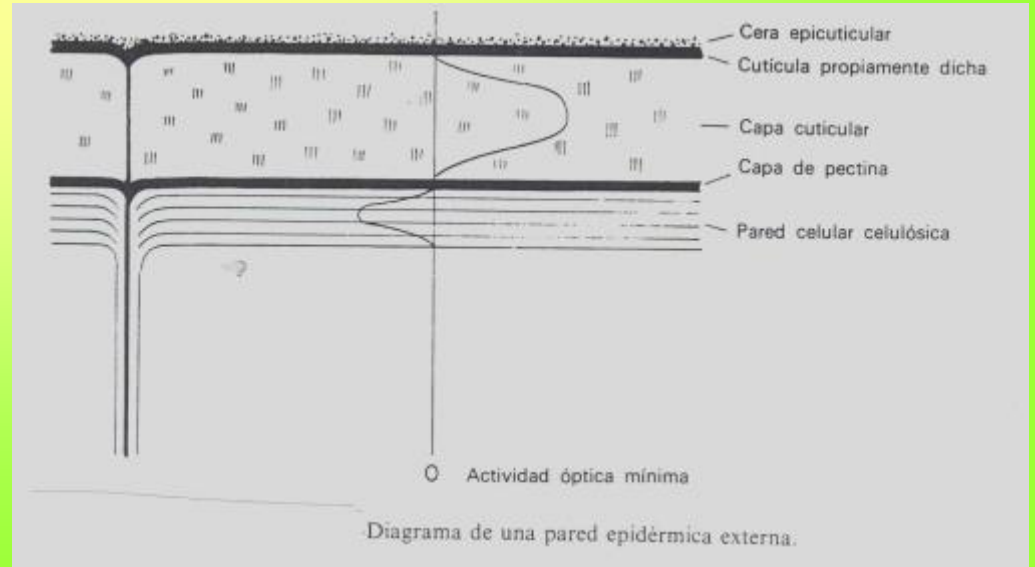 Cera epicuticular
Cutícula propiamente dicha
Capa cuticular
Capa de pectina
Pared celular celulósica
O Actividad óptica mínima
Diagrama de una pared epidérmica externa.